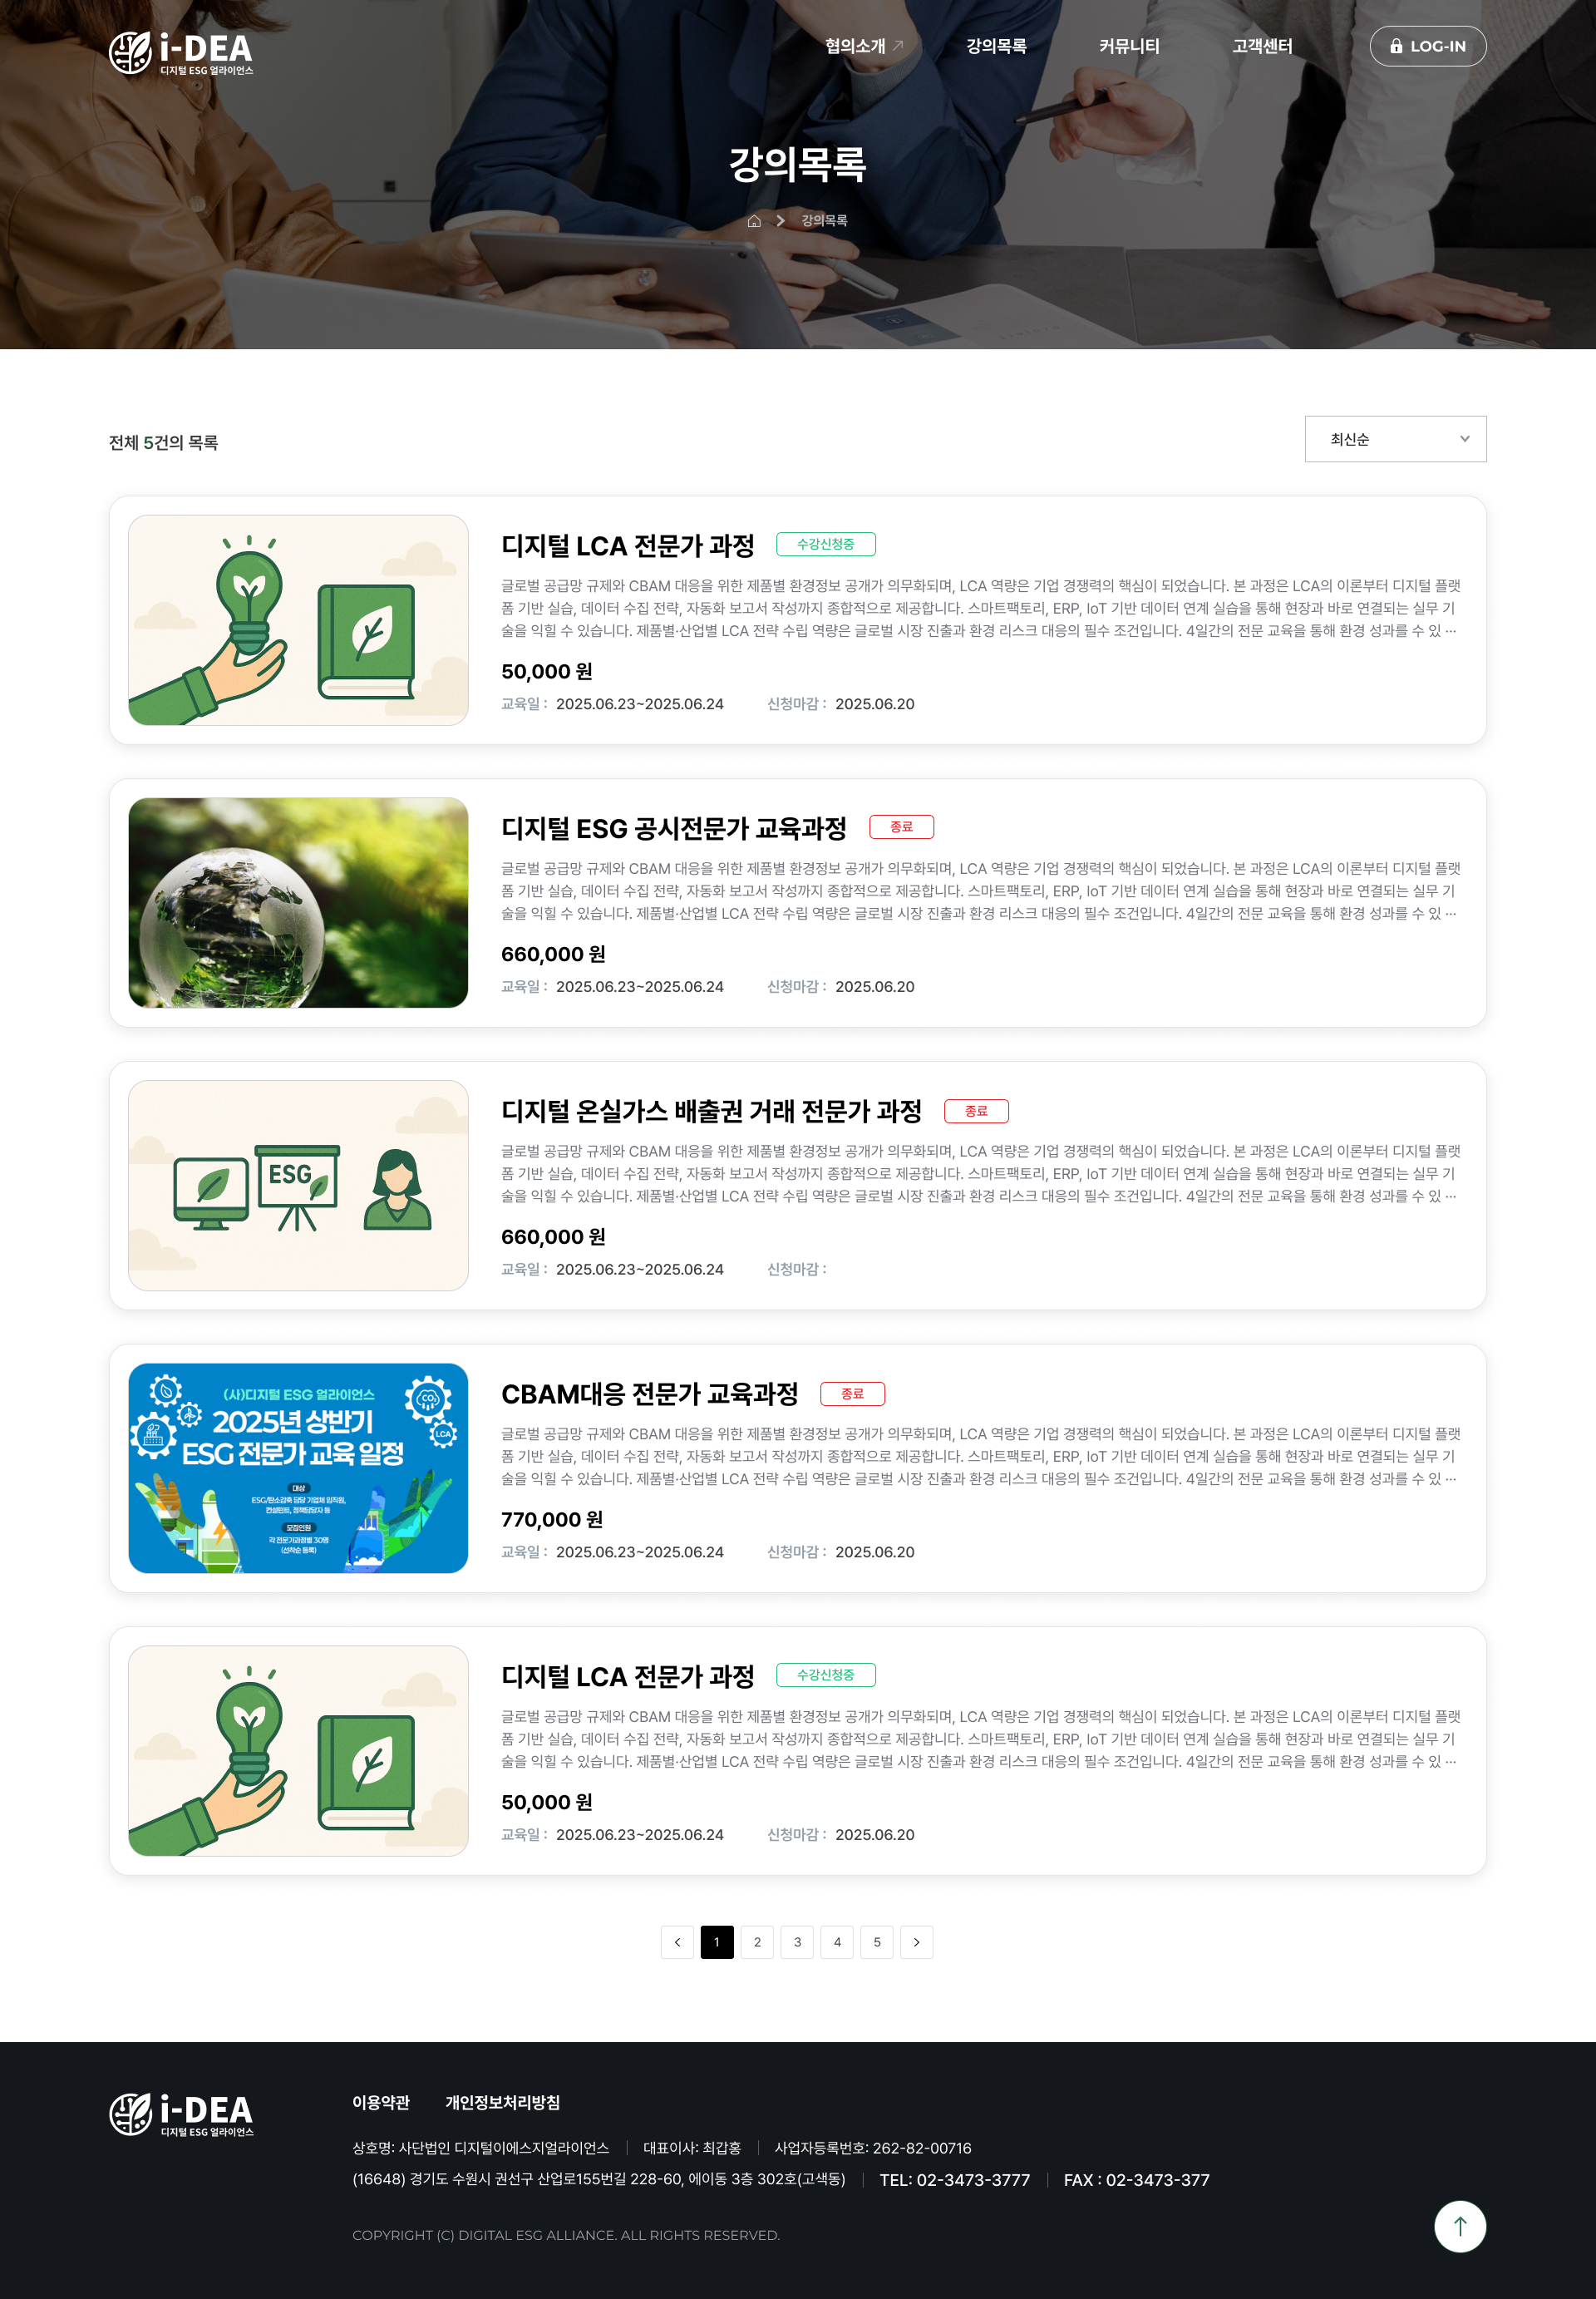 i-DEA
디지털 ESG 얼라이언스
협의소개
강의목록
커뮤니티
고객센터
LOG-IN
강의목록
강의목록
전체 5건의 목록
최신순
디지털 LCA 전문가 과정
수강신청중
글로벌 공급망 규제와 CBAM 대응을 위한 제품별 환경정보 공개가 의무화되며, LCA 역량은 기업 경쟁력의 핵심이 되었습니다. 본 과정은 LCA의 이론부터 디지털 플랫
폼 기반 실습, 데이터 수집 전략, 자동화 보고서 작성까지 종합적으로 제공합니다. 스마트팩토리, ERP, IoT 기반 데이터 연계 실습을 통해 현장과 바로 연결되는 실무 기
술을 익힐 수 있습니다. 제품별·산업별 LCA 전략 수립 역량은 글로벌 시장 진출과 환경 리스크 대응의 필수 조건입니다. 4일간의 전문 교육을 통해 환경 성과를 수 있 ···
50,000 원
교육일 : 2025.06.23~2025.06.24 신청마감 : 2025.06.20
디지털 ESG 공시전문가 교육과정
종료
글로벌 공급망 규제와 CBAM 대응을 위한 제품별 환경정보 공개가 의무화되며, LCA 역량은 기업 경쟁력의 핵심이 되었습니다. 본 과정은 LCA의 이론부터 디지털 플랫
폼 기반 실습, 데이터 수집 전략, 자동화 보고서 작성까지 종합적으로 제공합니다. 스마트팩토리, ERP, IoT 기반 데이터 연계 실습을 통해 현장과 바로 연결되는 실무 기
술을 익힐 수 있습니다. 제품별·산업별 LCA 전략 수립 역량은 글로벌 시장 진출과 환경 리스크 대응의 필수 조건입니다. 4일간의 전문 교육을 통해 환경 성과를 수 있 ···
660,000 원
교육일 : 2025.06.23~2025.06.24 신청마감 : 2025.06.20
ESG
디지털 온실가스 배출권 거래 전문가 과정
종료
글로벌 공급망 규제와 CBAM 대응을 위한 제품별 환경정보 공개가 의무화되며, LCA 역량은 기업 경쟁력의 핵심이 되었습니다. 본 과정은 LCA의 이론부터 디지털 플랫
폼 기반 실습, 데이터 수집 전략, 자동화 보고서 작성까지 종합적으로 제공합니다. 스마트팩토리, ERP, IoT 기반 데이터 연계 실습을 통해 현장과 바로 연결되는 실무 기
술을 익힐 수 있습니다. 제품별·산업별 LCA 전략 수립 역량은 글로벌 시장 진출과 환경 리스크 대응의 필수 조건입니다. 4일간의 전문 교육을 통해 환경 성과를 수 있 ···
660,000 원
교육일 : 2025.06.23~2025.06.24 신청마감 :
(사)디지털 ESG 얼라이언스
2025년 상반기
ESG 전문가 교육 일정
CO₂
LCA
대상
ESG/탄소감축 담당 기업체 임직원,
컨설턴트, 정책담당자 등
모집인원
각 전문가과정별 30명
(선착순 등록)
CBAM대응 전문가 교육과정
종료
글로벌 공급망 규제와 CBAM 대응을 위한 제품별 환경정보 공개가 의무화되며, LCA 역량은 기업 경쟁력의 핵심이 되었습니다. 본 과정은 LCA의 이론부터 디지털 플랫
폼 기반 실습, 데이터 수집 전략, 자동화 보고서 작성까지 종합적으로 제공합니다. 스마트팩토리, ERP, IoT 기반 데이터 연계 실습을 통해 현장과 바로 연결되는 실무 기
술을 익힐 수 있습니다. 제품별·산업별 LCA 전략 수립 역량은 글로벌 시장 진출과 환경 리스크 대응의 필수 조건입니다. 4일간의 전문 교육을 통해 환경 성과를 수 있 ···
770,000 원
교육일 : 2025.06.23~2025.06.24 신청마감 : 2025.06.20
디지털 LCA 전문가 과정
수강신청중
글로벌 공급망 규제와 CBAM 대응을 위한 제품별 환경정보 공개가 의무화되며, LCA 역량은 기업 경쟁력의 핵심이 되었습니다. 본 과정은 LCA의 이론부터 디지털 플랫
폼 기반 실습, 데이터 수집 전략, 자동화 보고서 작성까지 종합적으로 제공합니다. 스마트팩토리, ERP, IoT 기반 데이터 연계 실습을 통해 현장과 바로 연결되는 실무 기
술을 익힐 수 있습니다. 제품별·산업별 LCA 전략 수립 역량은 글로벌 시장 진출과 환경 리스크 대응의 필수 조건입니다. 4일간의 전문 교육을 통해 환경 성과를 수 있 ···
50,000 원
교육일 : 2025.06.23~2025.06.24 신청마감 : 2025.06.20
1 2 3 4 5
i-DEA
디지털 ESG 얼라이언스
이용약관 개인정보처리방침
상호명: 사단법인 디지털이에스지얼라이언스 대표이사: 최갑홍 사업자등록번호: 262-82-00716
(16648) 경기도 수원시 권선구 산업로155번길 228-60, 에이동 3층 302호(고색동) TEL: 02-3473-3777 FAX : 02-3473-377
COPYRIGHT (C) DIGITAL ESG ALLIANCE. ALL RIGHTS RESERVED.